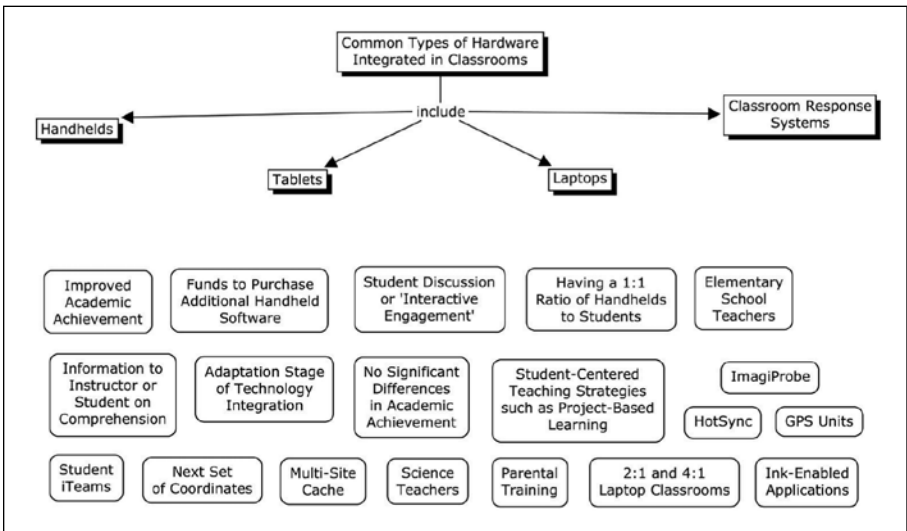 Common Types of Hardware
Integrated in Classrooms
include
Handhelds
Classroom Response
Systems
Tablets
Laptops
Improved
Academic
Achievement
Funds to Purchase
Additional Handheld
Software
Student Discussion
or 'Interactive
Engagement'
Having a 1:1
Ratio of Handhelds
to Students
Elementary
School
Teachers
Information to
Instructor or
Student on
Comprehension
Adaptation Stage
of Technology
Integration
No Significant
Differences
in Academic
Achievement
Student-Centered
Teaching Strategies
such as Project-Based
Learning
ImagiProbe
HotSync
GPS Units
Student
iTeams
Next Set
of Coordinates
Multi-Site
Cache
Science
Teachers
Parental
Training
2:1 and 4:1
Laptop Classrooms
Ink-Enabled
Applications